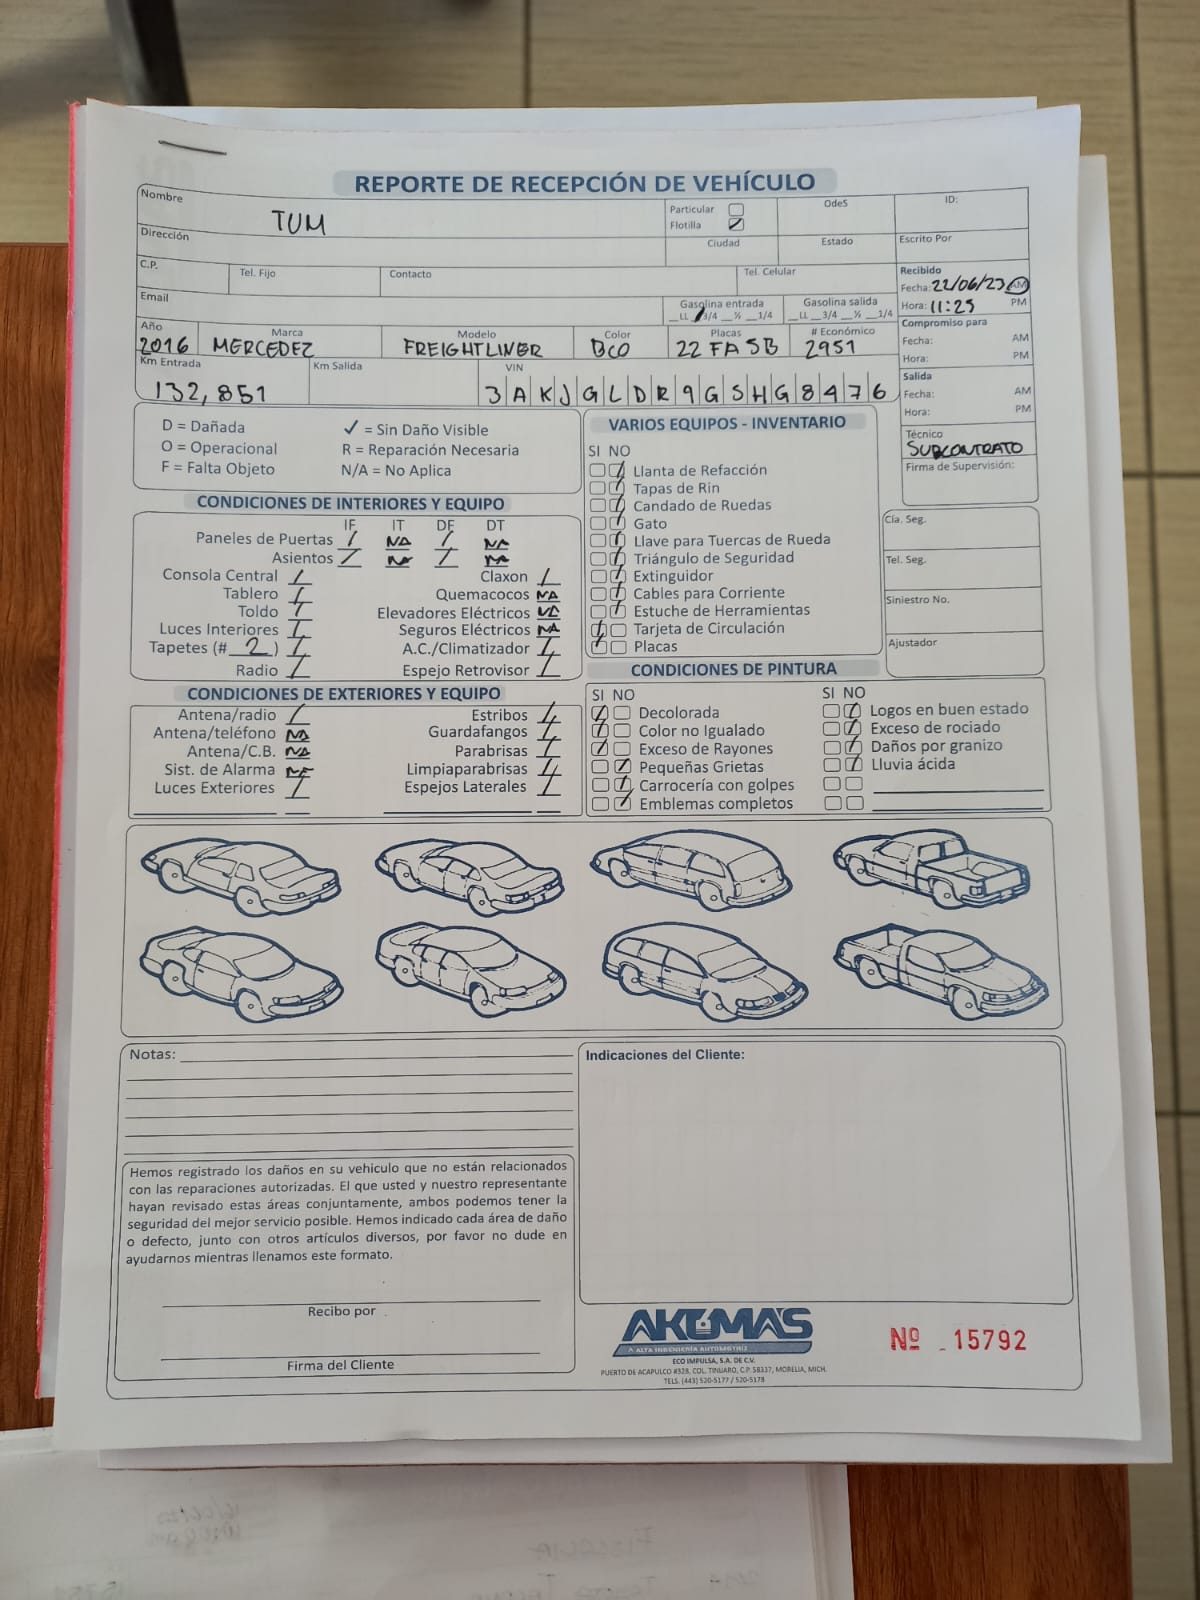 REPORTE DE RECEPCIÓN DE VEHÍCULO
Nombre TUM
Particular
Flotilla ✓
OdeS
ID:
Dirección
Ciudad
Estado
Escrito Por
C.P.
Tel. Fijo
Contacto
Tel. Celular
Recibido
Fecha: 22/06/23 AM
Hora: 11:25 PM
Email
Gasolina entrada
__LL __3/4 __½ __1/4
Gasolina salida
__LL __3/4 __½ __1/4
Compromiso para
Fecha: AM
Hora: PM
Año Marca Modelo Color Placas # Económico
2016 MERCEDEZ FREIGHTLINER BCO 22 FA 5B 2951
Km Entrada Km Salida VIN
132,851 3 A K J G L D R 9 G S H G 8 4 7 6
Salida
Fecha: AM
Hora: PM
Técnico
SUBCONTRATO
Firma de Supervisión:
D = Dañada ✓ = Sin Daño Visible
O = Operacional R = Reparación Necesaria
F = Falta Objeto N/A = No Aplica
VARIOS EQUIPOS - INVENTARIO
SI NO
Llanta de Refacción
Tapas de Rin
Candado de Ruedas
Gato
Llave para Tuercas de Rueda
Triángulo de Seguridad
Extinguidor
Cables para Corriente
Estuche de Herramientas
Tarjeta de Circulación
Placas
Cía. Seg.
Tel. Seg.
Siniestro No.
Ajustador
CONDICIONES DE INTERIORES Y EQUIPO
IF IT DF DT
Paneles de Puertas / NA / NA
Asientos / NA / NA
Consola Central / Claxon /
Tablero / Quemacocos NA
Toldo / Elevadores Eléctricos NA
Luces Interiores / Seguros Eléctricos NA
Tapetes (# 2 ) / A.C./Climatizador /
Radio / Espejo Retrovisor /
CONDICIONES DE EXTERIORES Y EQUIPO
Antena/radio / Estribos /
Antena/teléfono NA Guardafangos /
Antena/C.B. NA Parabrisas /
Sist. de Alarma NA Limpiaparabrisas /
Luces Exteriores / Espejos Laterales /
CONDICIONES DE PINTURA
SI NO SI NO
Decolorada Logos en buen estado
Color no Igualado Exceso de rociado
Exceso de Rayones Daños por granizo
Pequeñas Grietas Lluvia ácida
Carrocería con golpes
Emblemas completos
Notas:
Indicaciones del Cliente:
Hemos registrado los daños en su vehiculo que no están relacionados
con las reparaciones autorizadas. El que usted y nuestro representante
hayan revisado estas áreas conjuntamente, ambos podemos tener la
seguridad del mejor servicio posible. Hemos indicado cada área de daño
o defecto, junto con otros artículos diversos, por favor no dude en
ayudarnos mientras llenamos este formato.
Recibo por
Firma del Cliente
AKUMA'S
ALTA INGENIERÍA AUTOMOTRIZ
ECO IMPULSA, S.A. DE C.V.
PUERTO DE ACAPULCO #328, COL. TINIJARO, C.P. 58337, MORELIA, MICH.
TELS. (443) 520-5177 / 520-5178
Nº 15792